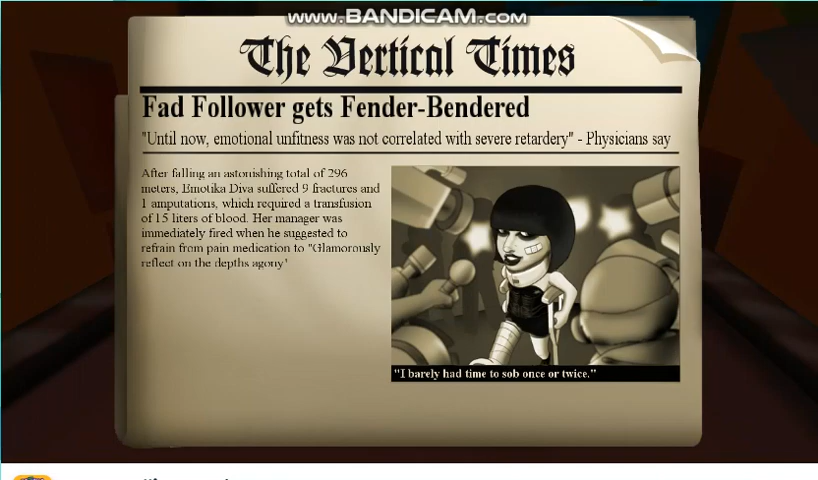 www.BANDICAM.com
The Vertical Times
Fad Follower gets Fender-Bendered
"Until now, emotional unfitness was not correlated with severe retardery" - Physicians say
After falling an astonishing total of 296
meters, Emotika Diva suffered 9 fractures and
1 amputations, which required a transfusion
of 15 liters of blood. Her manager was
immediately fired when he suggested to
refrain from pain medication to "Glamorously
reflect on the depths agony"
"I barely had time to sob once or twice."